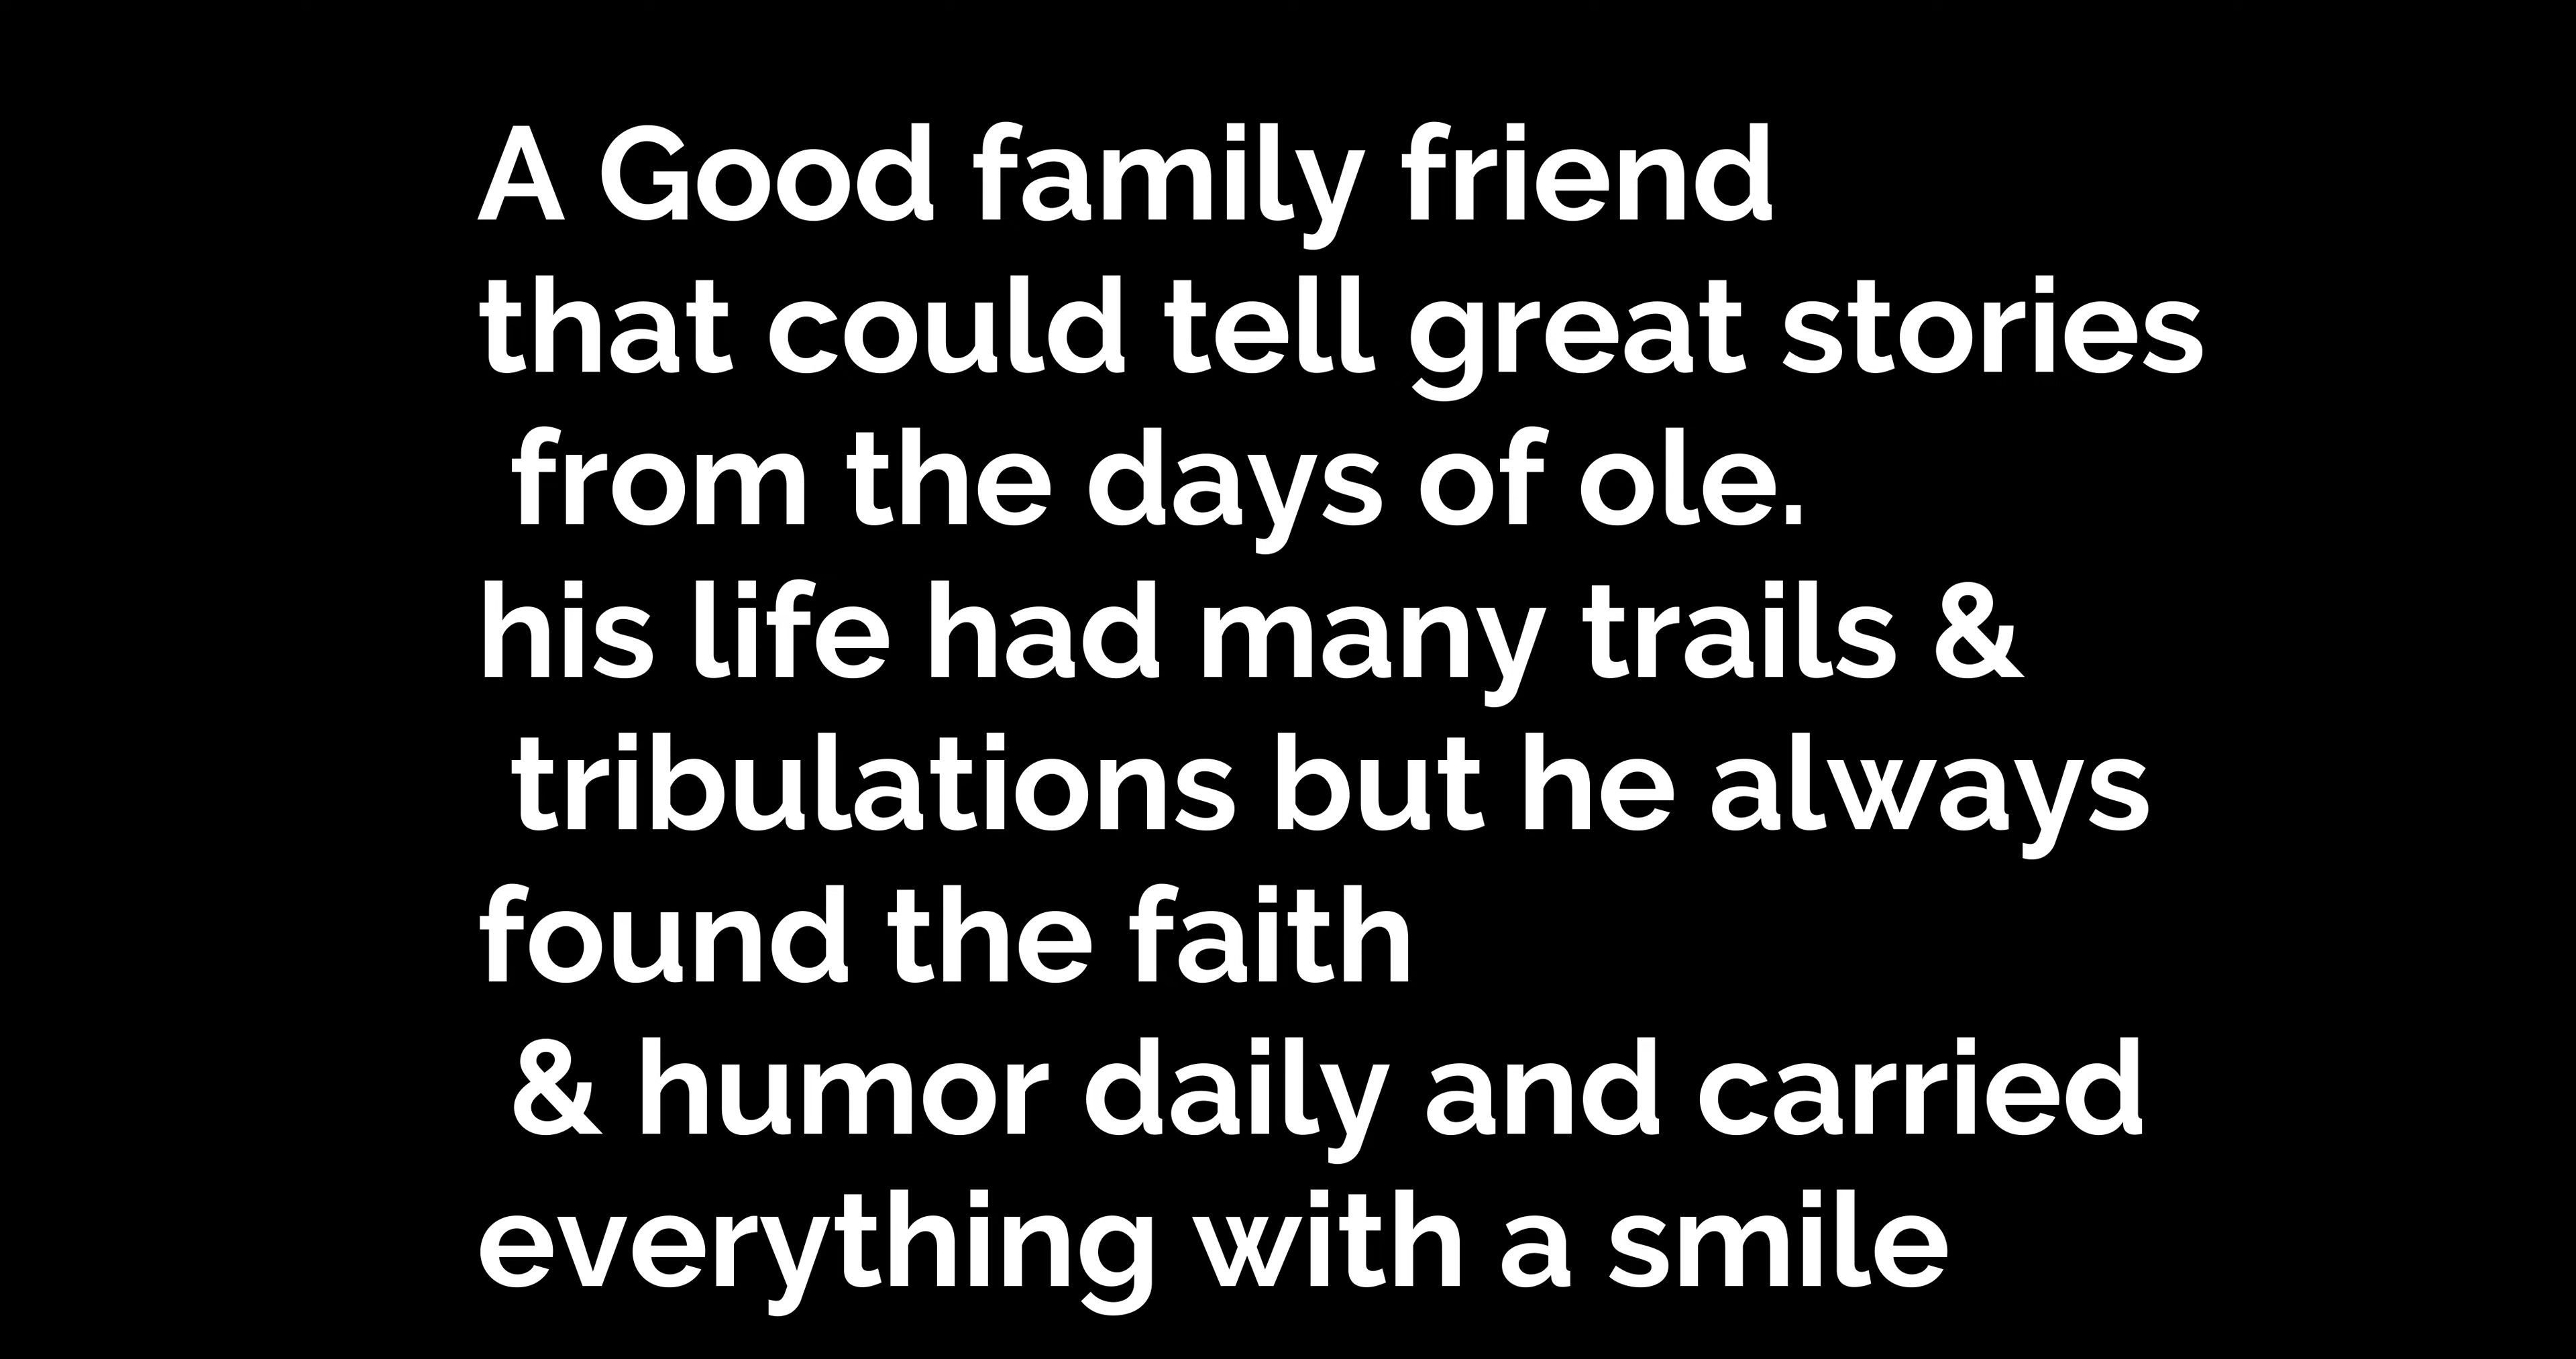 A Good family friend
that could tell great stories
from the days of ole.
his life had many trails &
tribulations but he always
found the faith
& humor daily and carried
everything with a smile